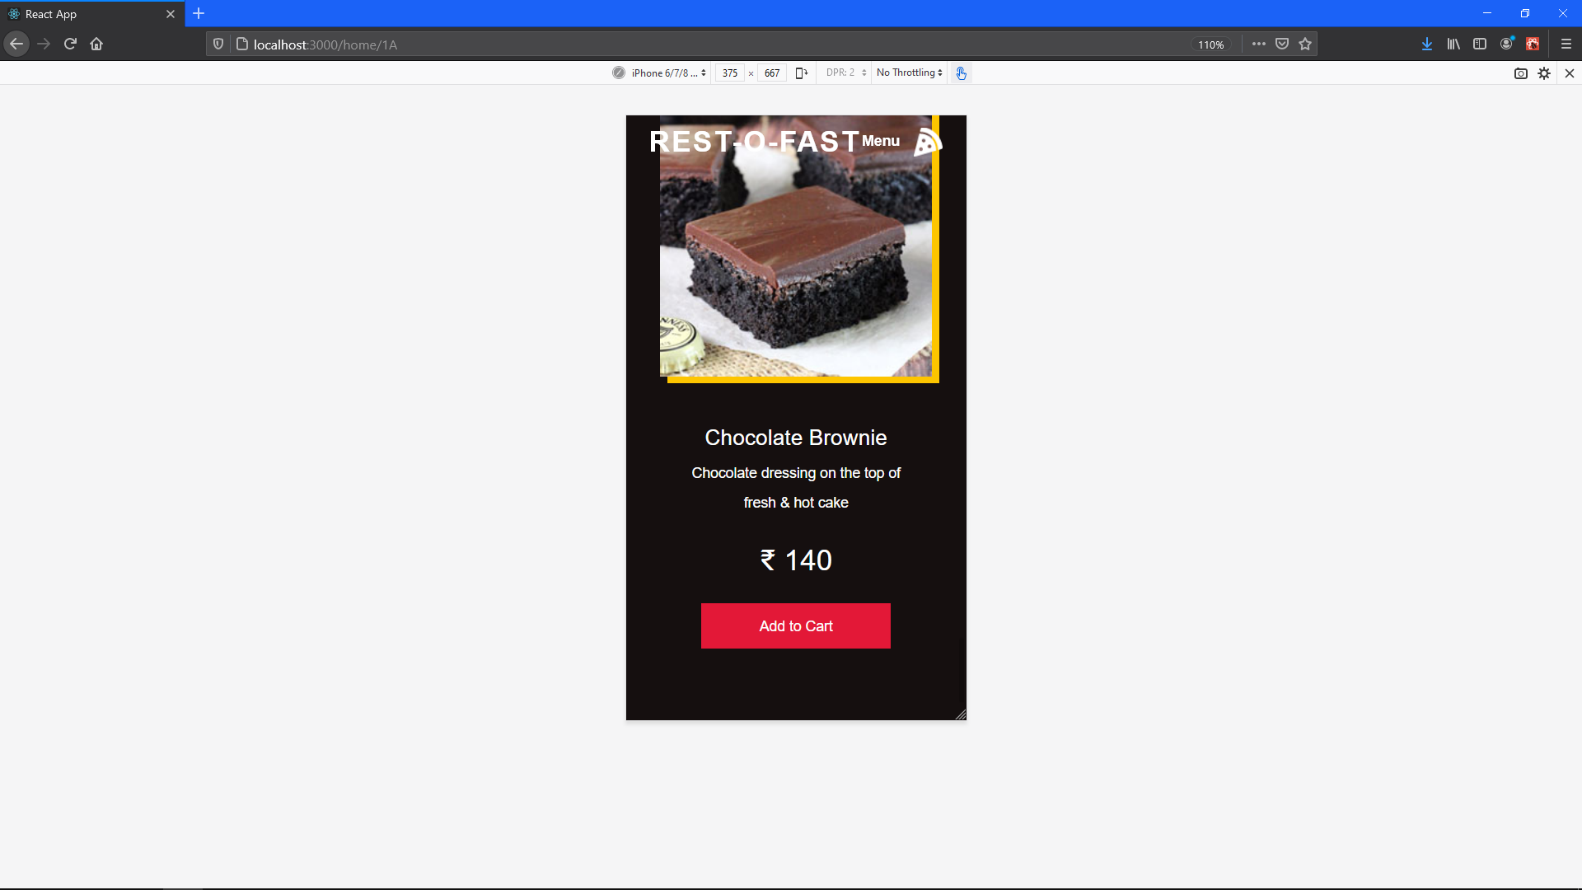 React App
localhost:3000/home/1A
110%
iPhone 6/7/8 ... 375 × 667 DPR: 2 No Throttling
REST-O-FAST Menu
Chocolate Brownie
Chocolate dressing on the top of
fresh & hot cake
₹ 140
Add to Cart